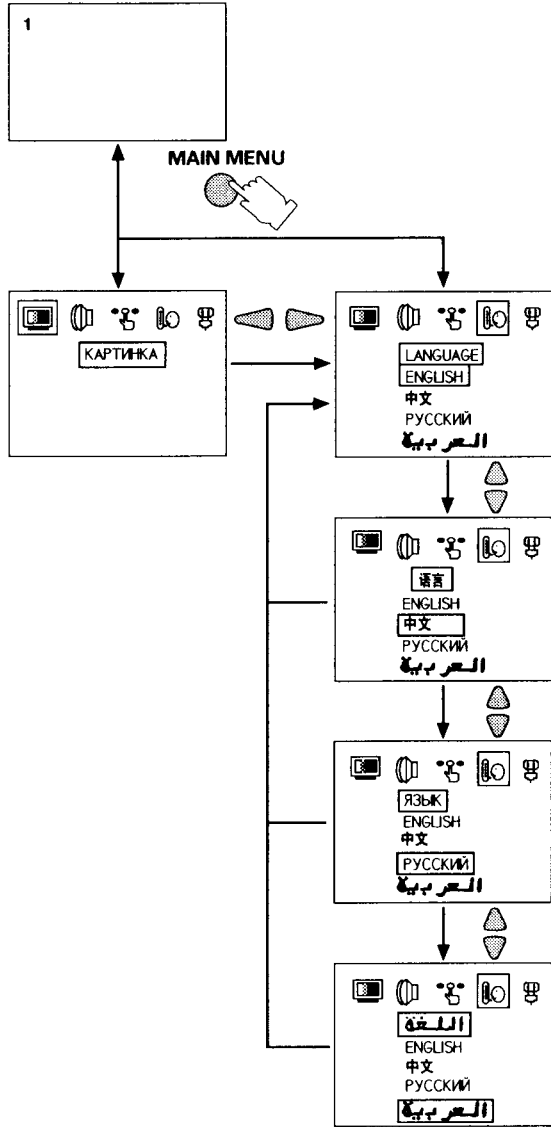 1
MAIN MENU
КАРТИНКА
LANGUAGE
ENGLISH
中文
РУССКИЙ
العربية
语言
ENGLISH
中文
РУССКИЙ
العربية
ЯЗЫК
ENGLISH
中文
РУССКИЙ
العربية
اللغة
ENGLISH
中文
РУССКИЙ
العربية